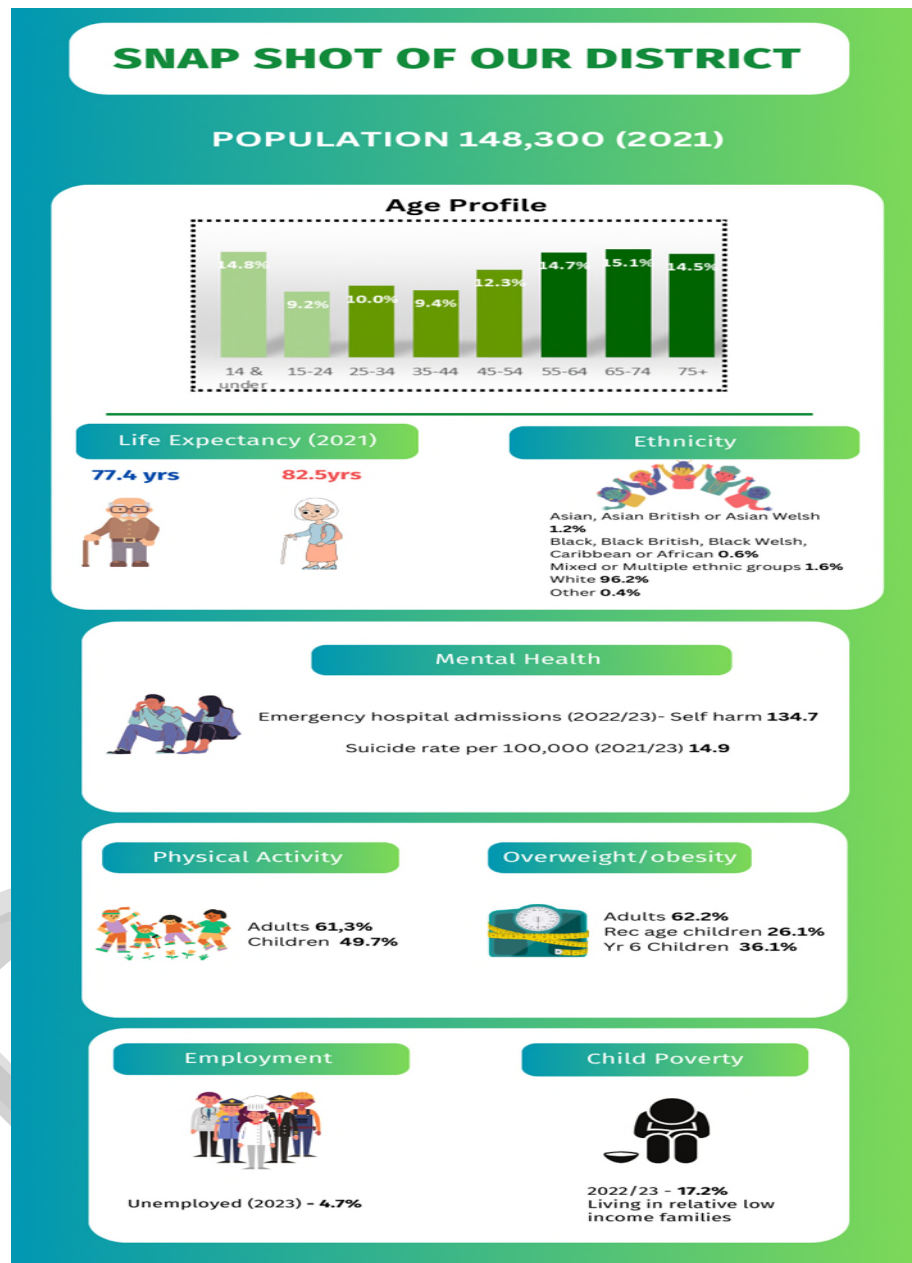 SNAP SHOT OF OUR DISTRICT
POPULATION 148,300 (2021)
Age Profile
14.8%
9.2%
10.0%
9.4%
12.3%
14.7%
15.1%
14.5%
14 &
under
15-24
25-34
35-44
45-54
55-64
65-74
75+
Life Expectancy (2021)
77.4 yrs
82.5yrs
Ethnicity
Asian, Asian British or Asian Welsh
1.2%
Black, Black British, Black Welsh,
Caribbean or African 0.6%
Mixed or Multiple ethnic groups 1.6%
White 96.2%
Other 0.4%
Mental Health
Emergency hospital admissions (2022/23)- Self harm 134.7
Suicide rate per 100,000 (2021/23) 14.9
Physical Activity
Adults 61,3%
Children 49.7%
Overweight/obesity
Adults 62.2%
Rec age children 26.1%
Yr 6 Children 36.1%
Employment
Unemployed (2023) - 4.7%
Child Poverty
2022/23 - 17.2%
Living in relative low
income families